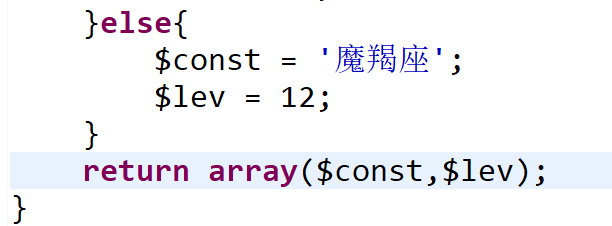 }else{
$const = '魔羯座';
$lev = 12;
}
return array($const,$lev);
}